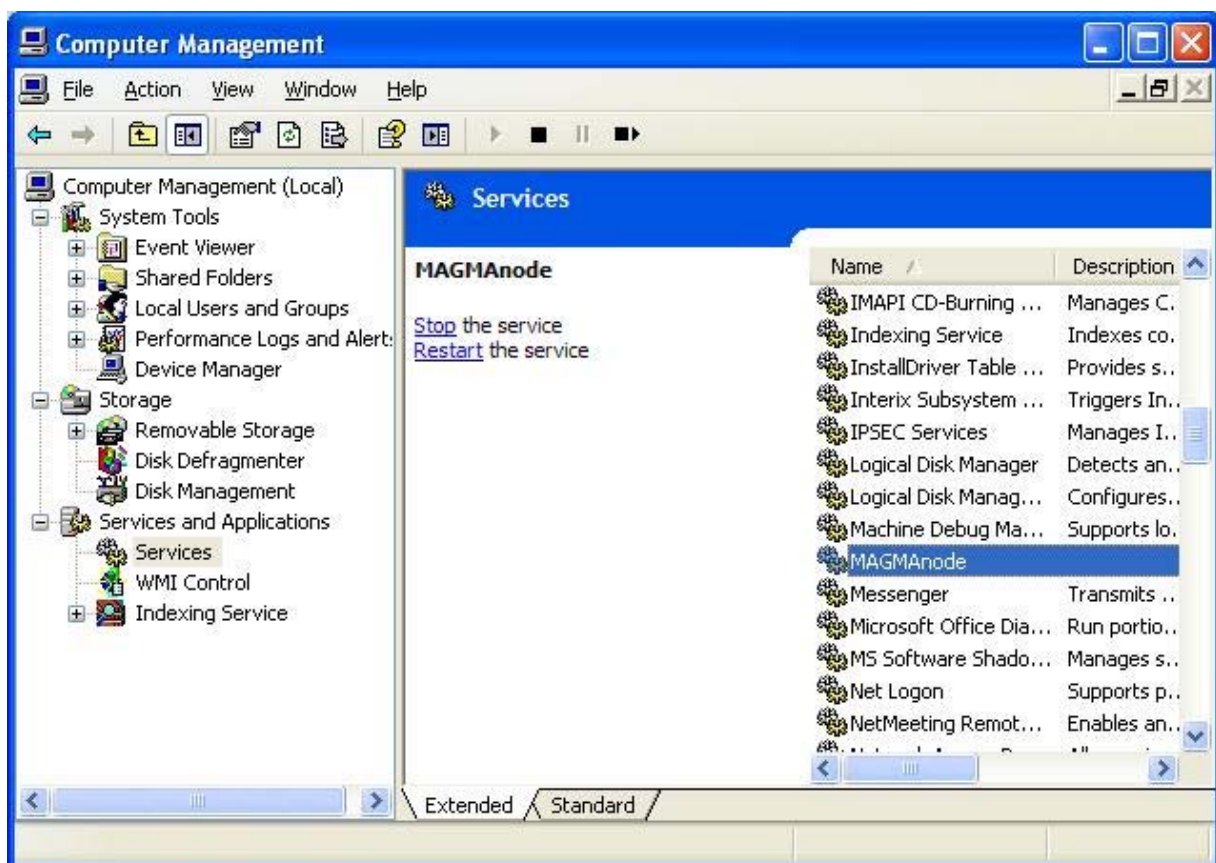 Computer Management
File Action View Window Help
Computer Management (Local)
System Tools
Event Viewer
Shared Folders
Local Users and Groups
Performance Logs and Alert
Device Manager
Storage
Removable Storage
Disk Defragmenter
Disk Management
Services and Applications
Services
WMI Control
Indexing Service
Services
MAGMAnode
Stop the service
Restart the service
Name Description
IMAPI CD-Burning ... Manages C.
Indexing Service Indexes co.
InstallDriver Table ... Provides s..
Interix Subsystem ... Triggers In..
IPSEC Services Manages I..
Logical Disk Manager Detects an..
Logical Disk Manag... Configures..
Machine Debug Ma... Supports lo.
MAGMAnode
Messenger Transmits ..
Microsoft Office Dia... Run portio..
MS Software Shado... Manages s..
Net Logon Supports p..
NetMeeting Remot... Enables an..
Extended Standard